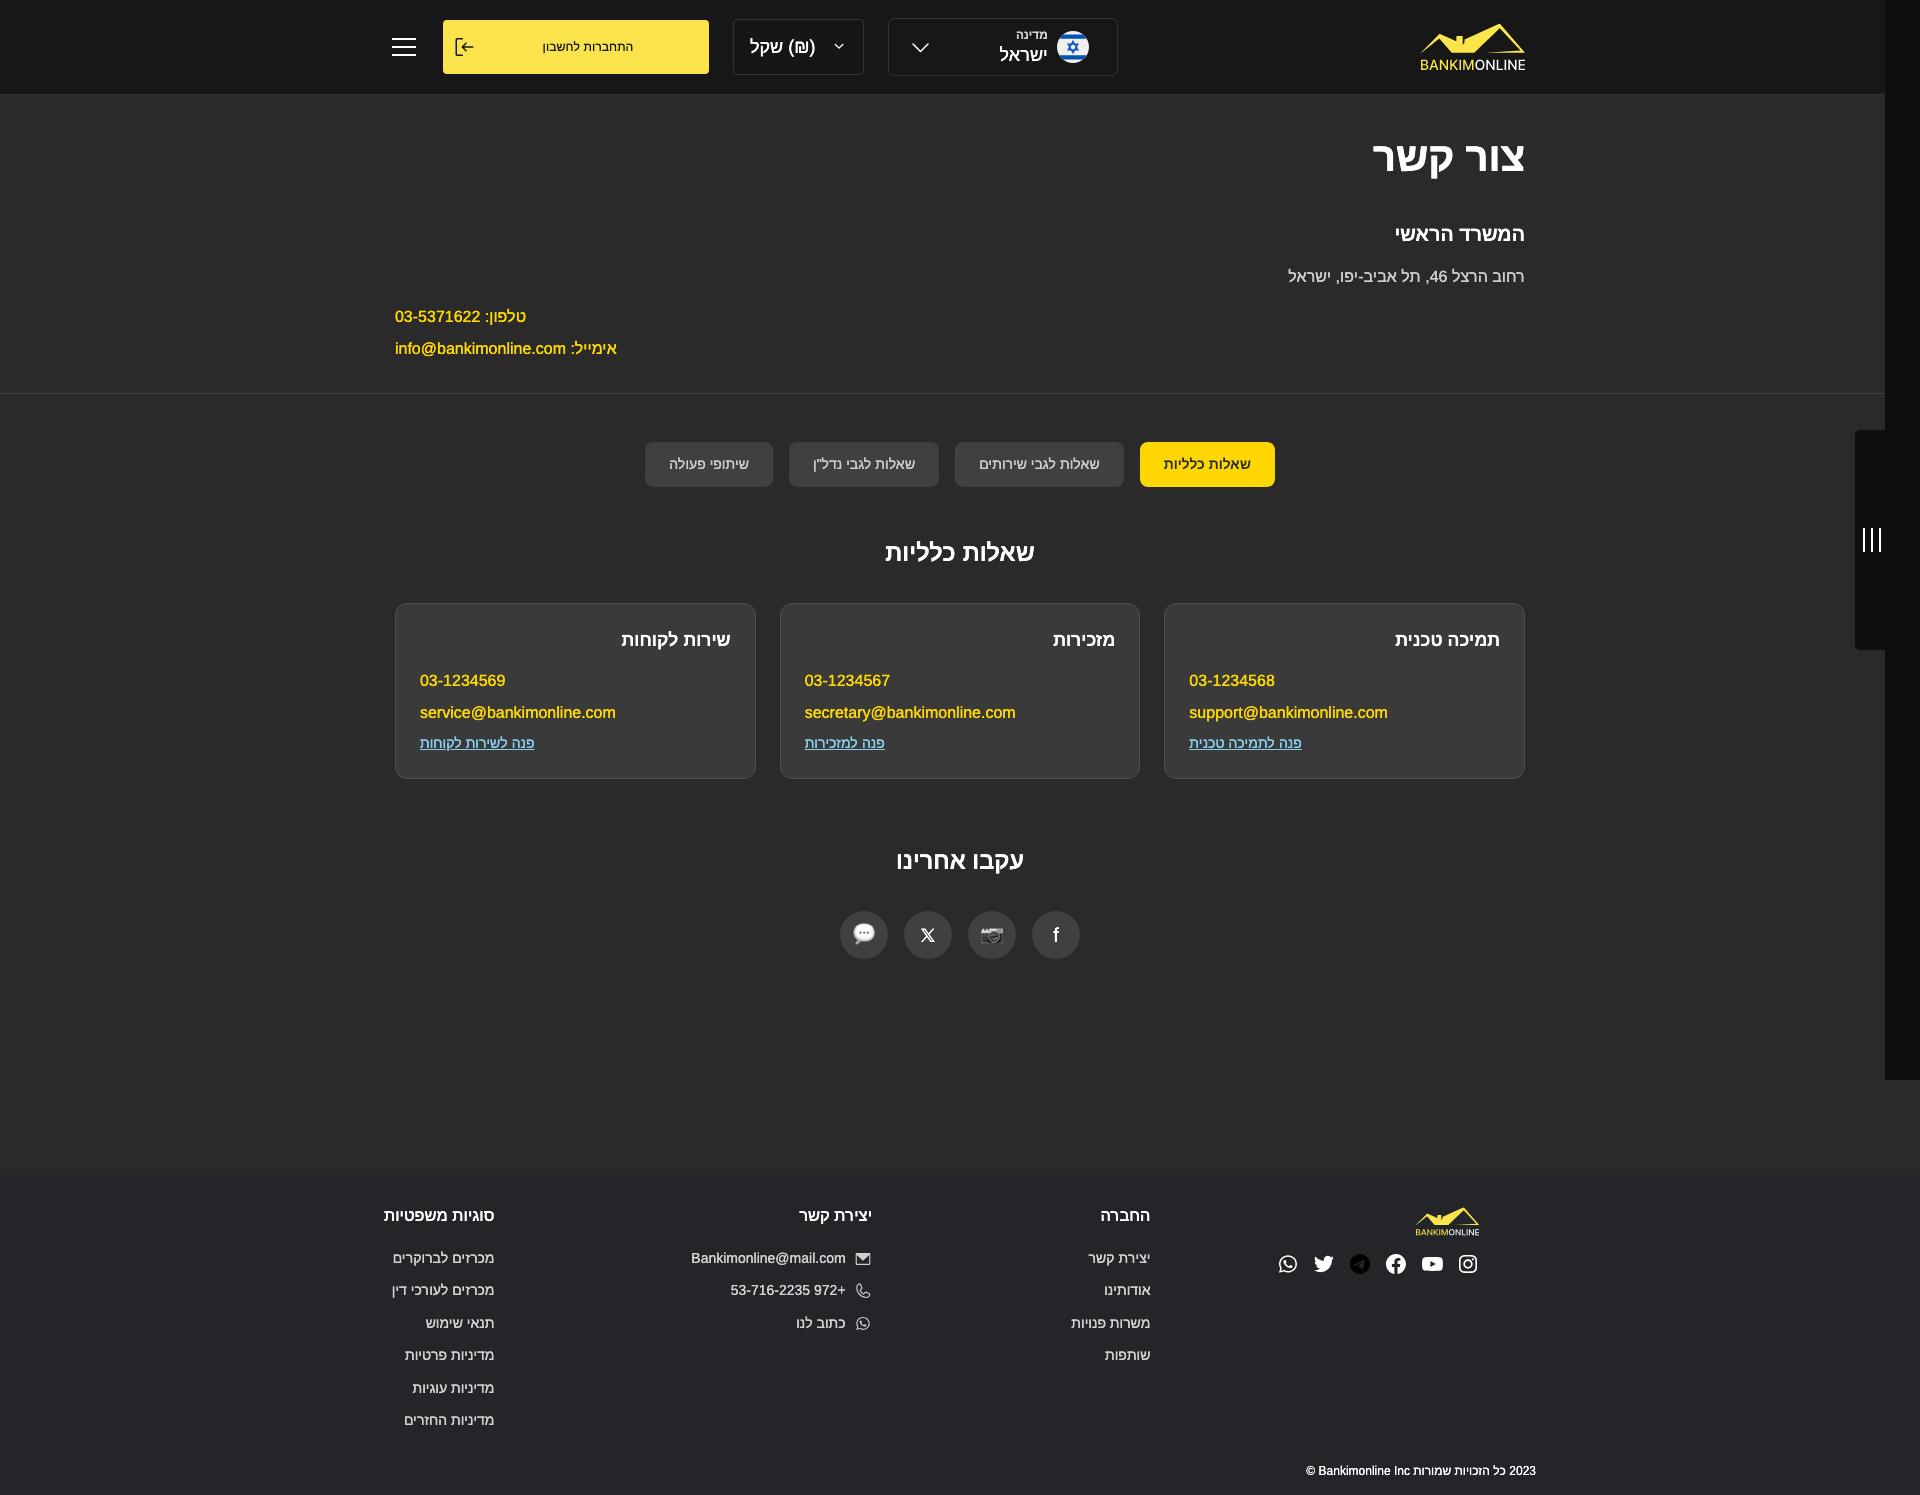 BANKIMONLINE
מדינה
ישראל
(₪) שקל
התחברות לחשבון
צור קשר
המשרד הראשי
רחוב הרצל 46, תל אביב-יפו, ישראל
טלפון: 03-5371622
אימייל: info@bankimonline.com
שאלות כלליות
שאלות לגבי שירותים
שאלות לגבי נדל"ן
שיתופי פעולה
שאלות כלליות
תמיכה טכנית
03-1234568
support@bankimonline.com
פנה לתמיכה טכנית
מזכירות
03-1234567
secretary@bankimonline.com
פנה למזכירות
שירות לקוחות
03-1234569
service@bankimonline.com
פנה לשירות לקוחות
עקבו אחרינו
BANKIMONLINE
החברה
יצירת קשר
אודותינו
משרות פנויות
שותפות
יצירת קשר
Bankimonline@mail.com
+972 53-716-2235
כתוב לנו
סוגיות משפטיות
מכרזים לברוקרים
מכרזים לעורכי דין
תנאי שימוש
מדיניות פרטיות
מדיניות עוגיות
מדיניות החזרים
2023 כל הזכויות שמורות Bankimonline Inc ©